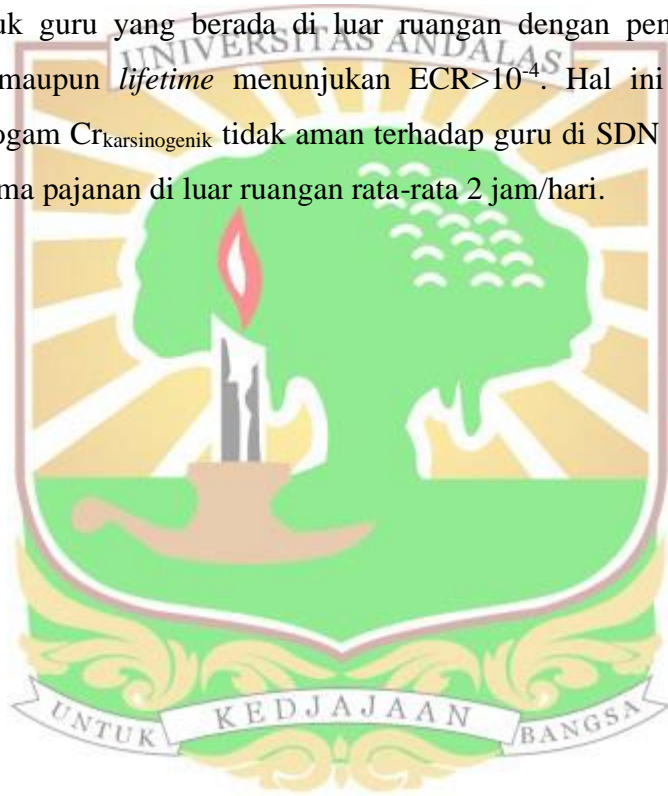 uk guru yang berada di luar ruangan dengan pen
UNIVERSITAS ANDALAS
maupun lifetime menunjukan ECR>10⁻⁴. Hal ini
ogam Crkarsinogenik tidak aman terhadap guru di SDN
ma pajanan di luar ruangan rata-rata 2 jam/hari.
UNTUK KEDJAJAAN BANGSA